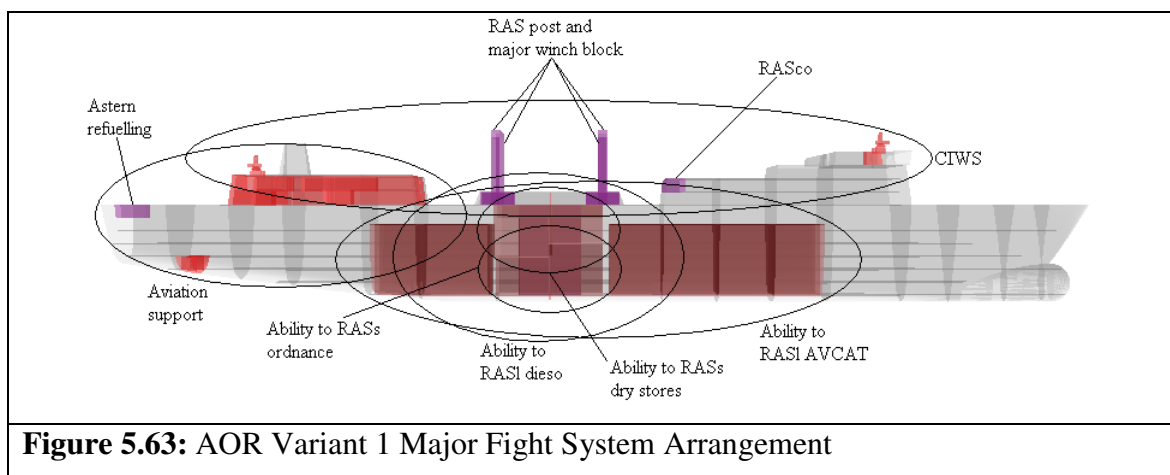 RAS post and
major winch block
RASco
Astern
refuelling
CIWS
Aviation
support
Ability to RASs
ordnance
Ability to
RASl dieso
Ability to RASs
dry stores
Ability to
RASl AVCAT
Figure 5.63: AOR Variant 1 Major Fight System Arrangement